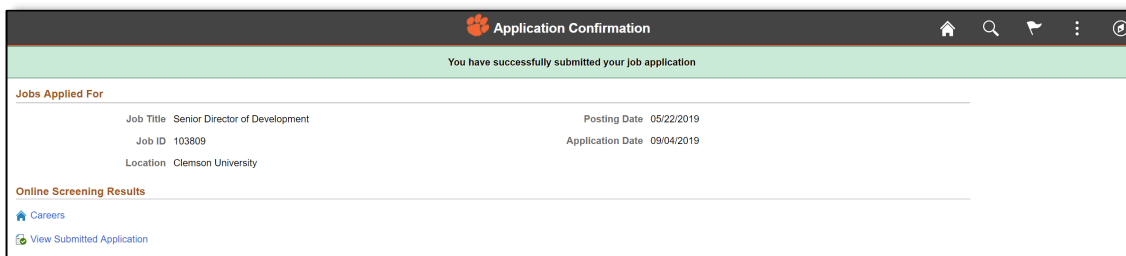 Application Confirmation
You have successfully submitted your job application
Jobs Applied For
Job Title Senior Director of Development Posting Date 05/22/2019
Job ID 103809 Application Date 09/04/2019
Location Clemson University
Online Screening Results
Careers
View Submitted Application